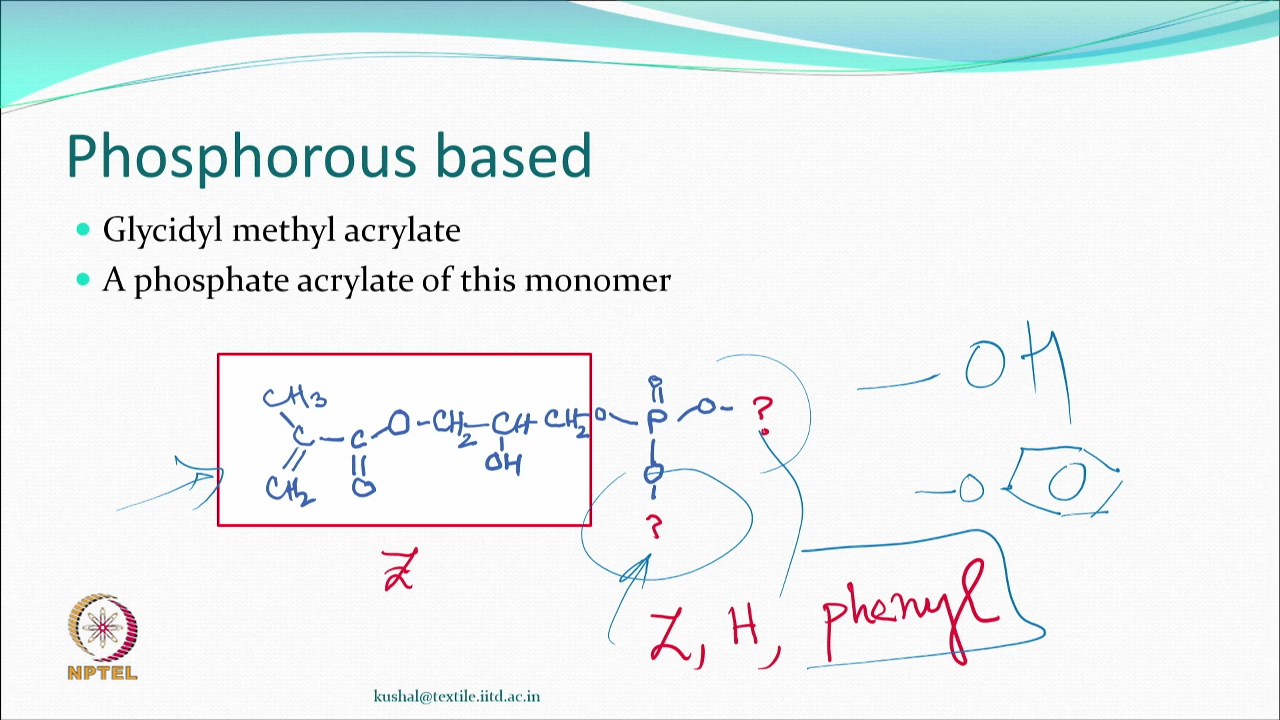 Phosphorous based
Glycidyl methyl acrylate
A phosphate acrylate of this monomer
CH3
C – C – O – CH2 – CH CH2 O – P – O – ?
CH2
O
OH
O
O
?
Z
– OH
– O
Z, H, phenyl
NPTEL
kushal@textile.iitd.ac.in